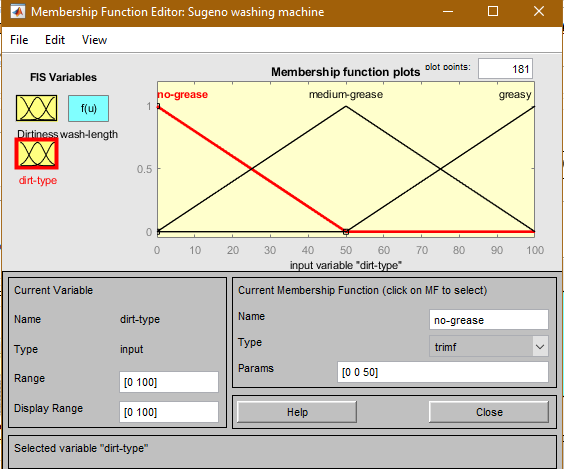 Membership Function Editor: Sugeno washing machine
File Edit View
FIS Variables
f(u)
Dirtiness wash-length
dirt-type
Membership function plots plot points: 181
no-grease medium-grease greasy
1
0.5
0
0 10 20 30 40 50 60 70 80 90 100
input variable "dirt-type"
Current Variable
Name dirt-type
Type input
Range [0 100]
Display Range [0 100]
Current Membership Function (click on MF to select)
Name no-grease
Type trimf
Params [0 0 50]
Help Close
Selected variable "dirt-type"